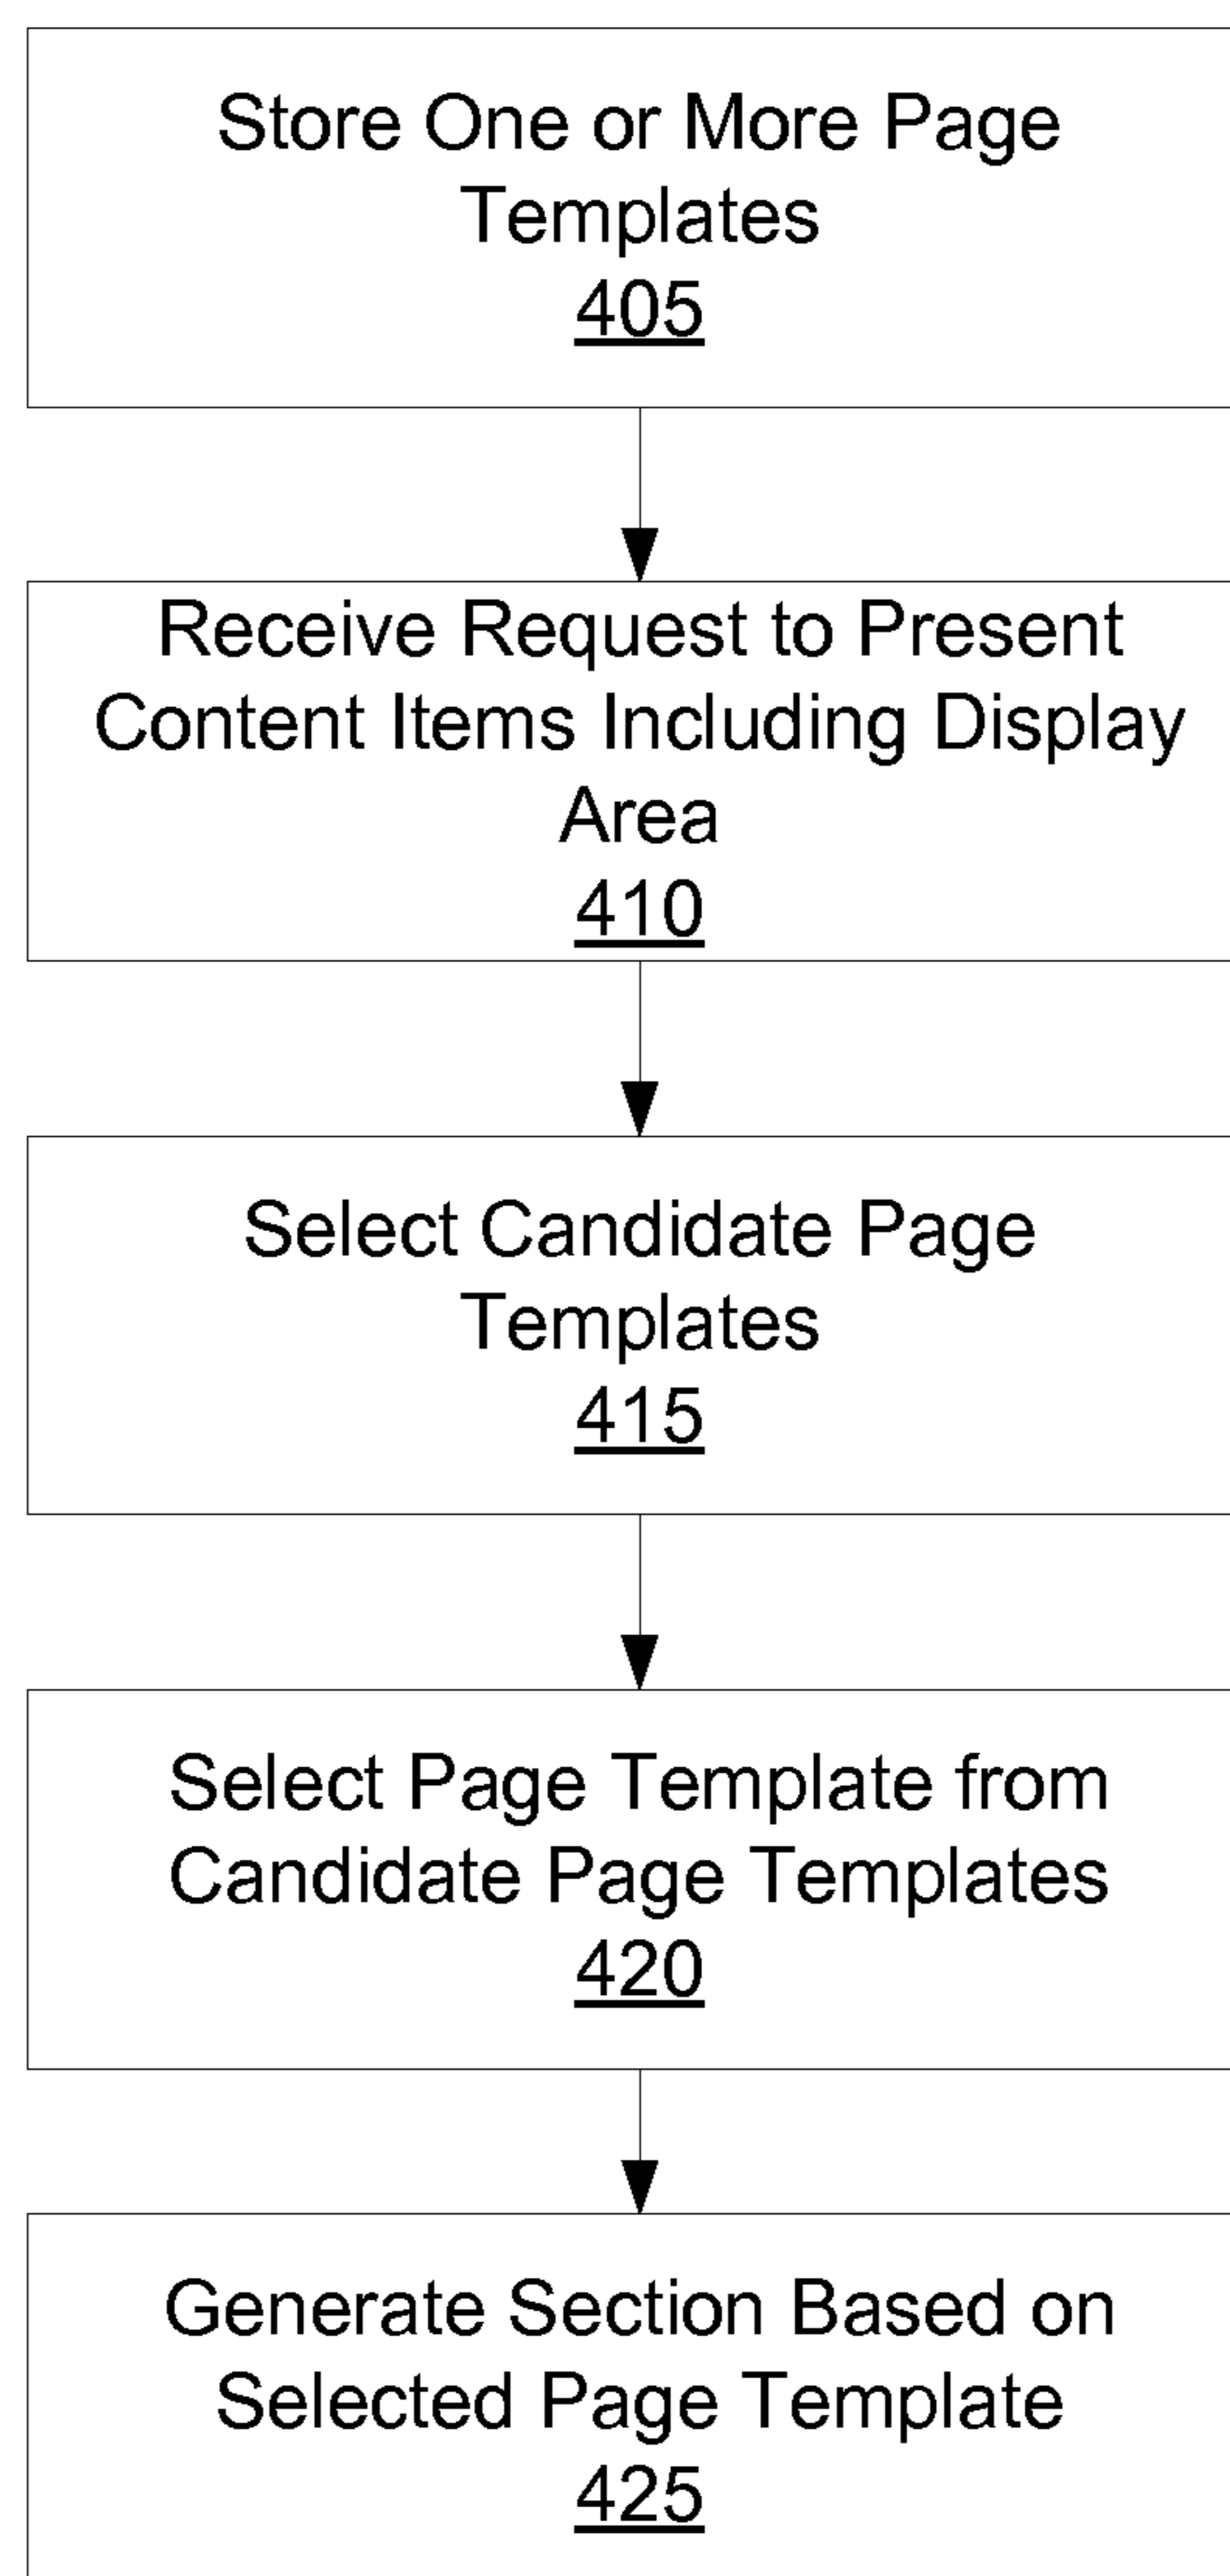 Store One or More Page
Templates
405
Receive Request to Present
Content Items Including Display
Area
410
Select Candidate Page
Templates
415
Select Page Template from
Candidate Page Templates
420
Generate Section Based on
Selected Page Template
425